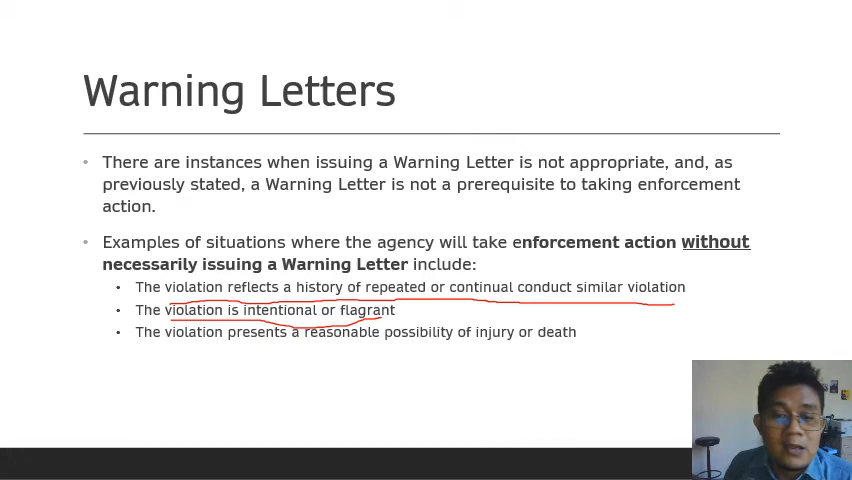 Warning Letters
There are instances when issuing a Warning Letter is not appropriate, and, as
previously stated, a Warning Letter is not a prerequisite to taking enforcement
action.
Examples of situations where the agency will take enforcement action without
necessarily issuing a Warning Letter include:
The violation reflects a history of repeated or continual conduct similar violation
The violation is intentional or flagrant
The violation presents a reasonable possibility of injury or death